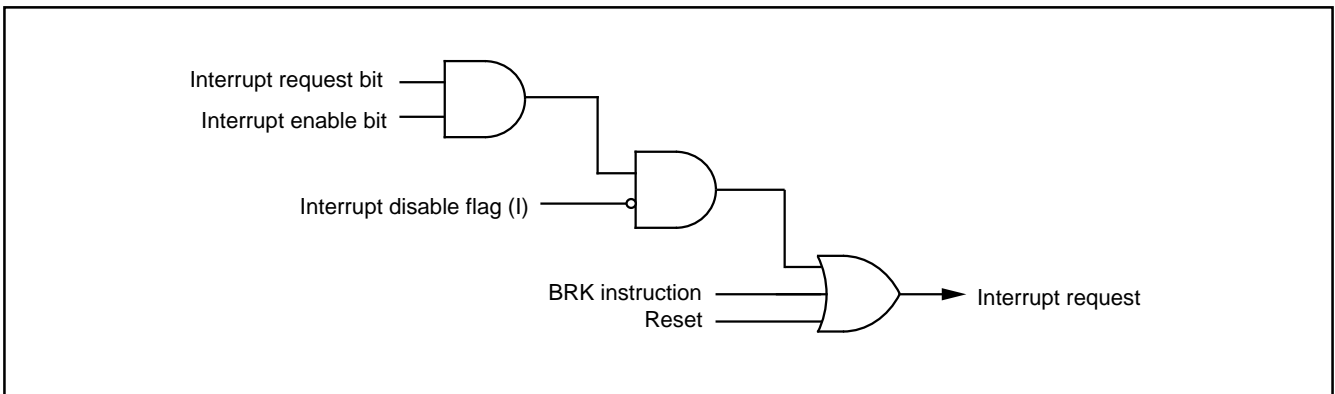 Interrupt request bit
Interrupt enable bit
Interrupt disable flag (I)
BRK instruction
Reset
Interrupt request